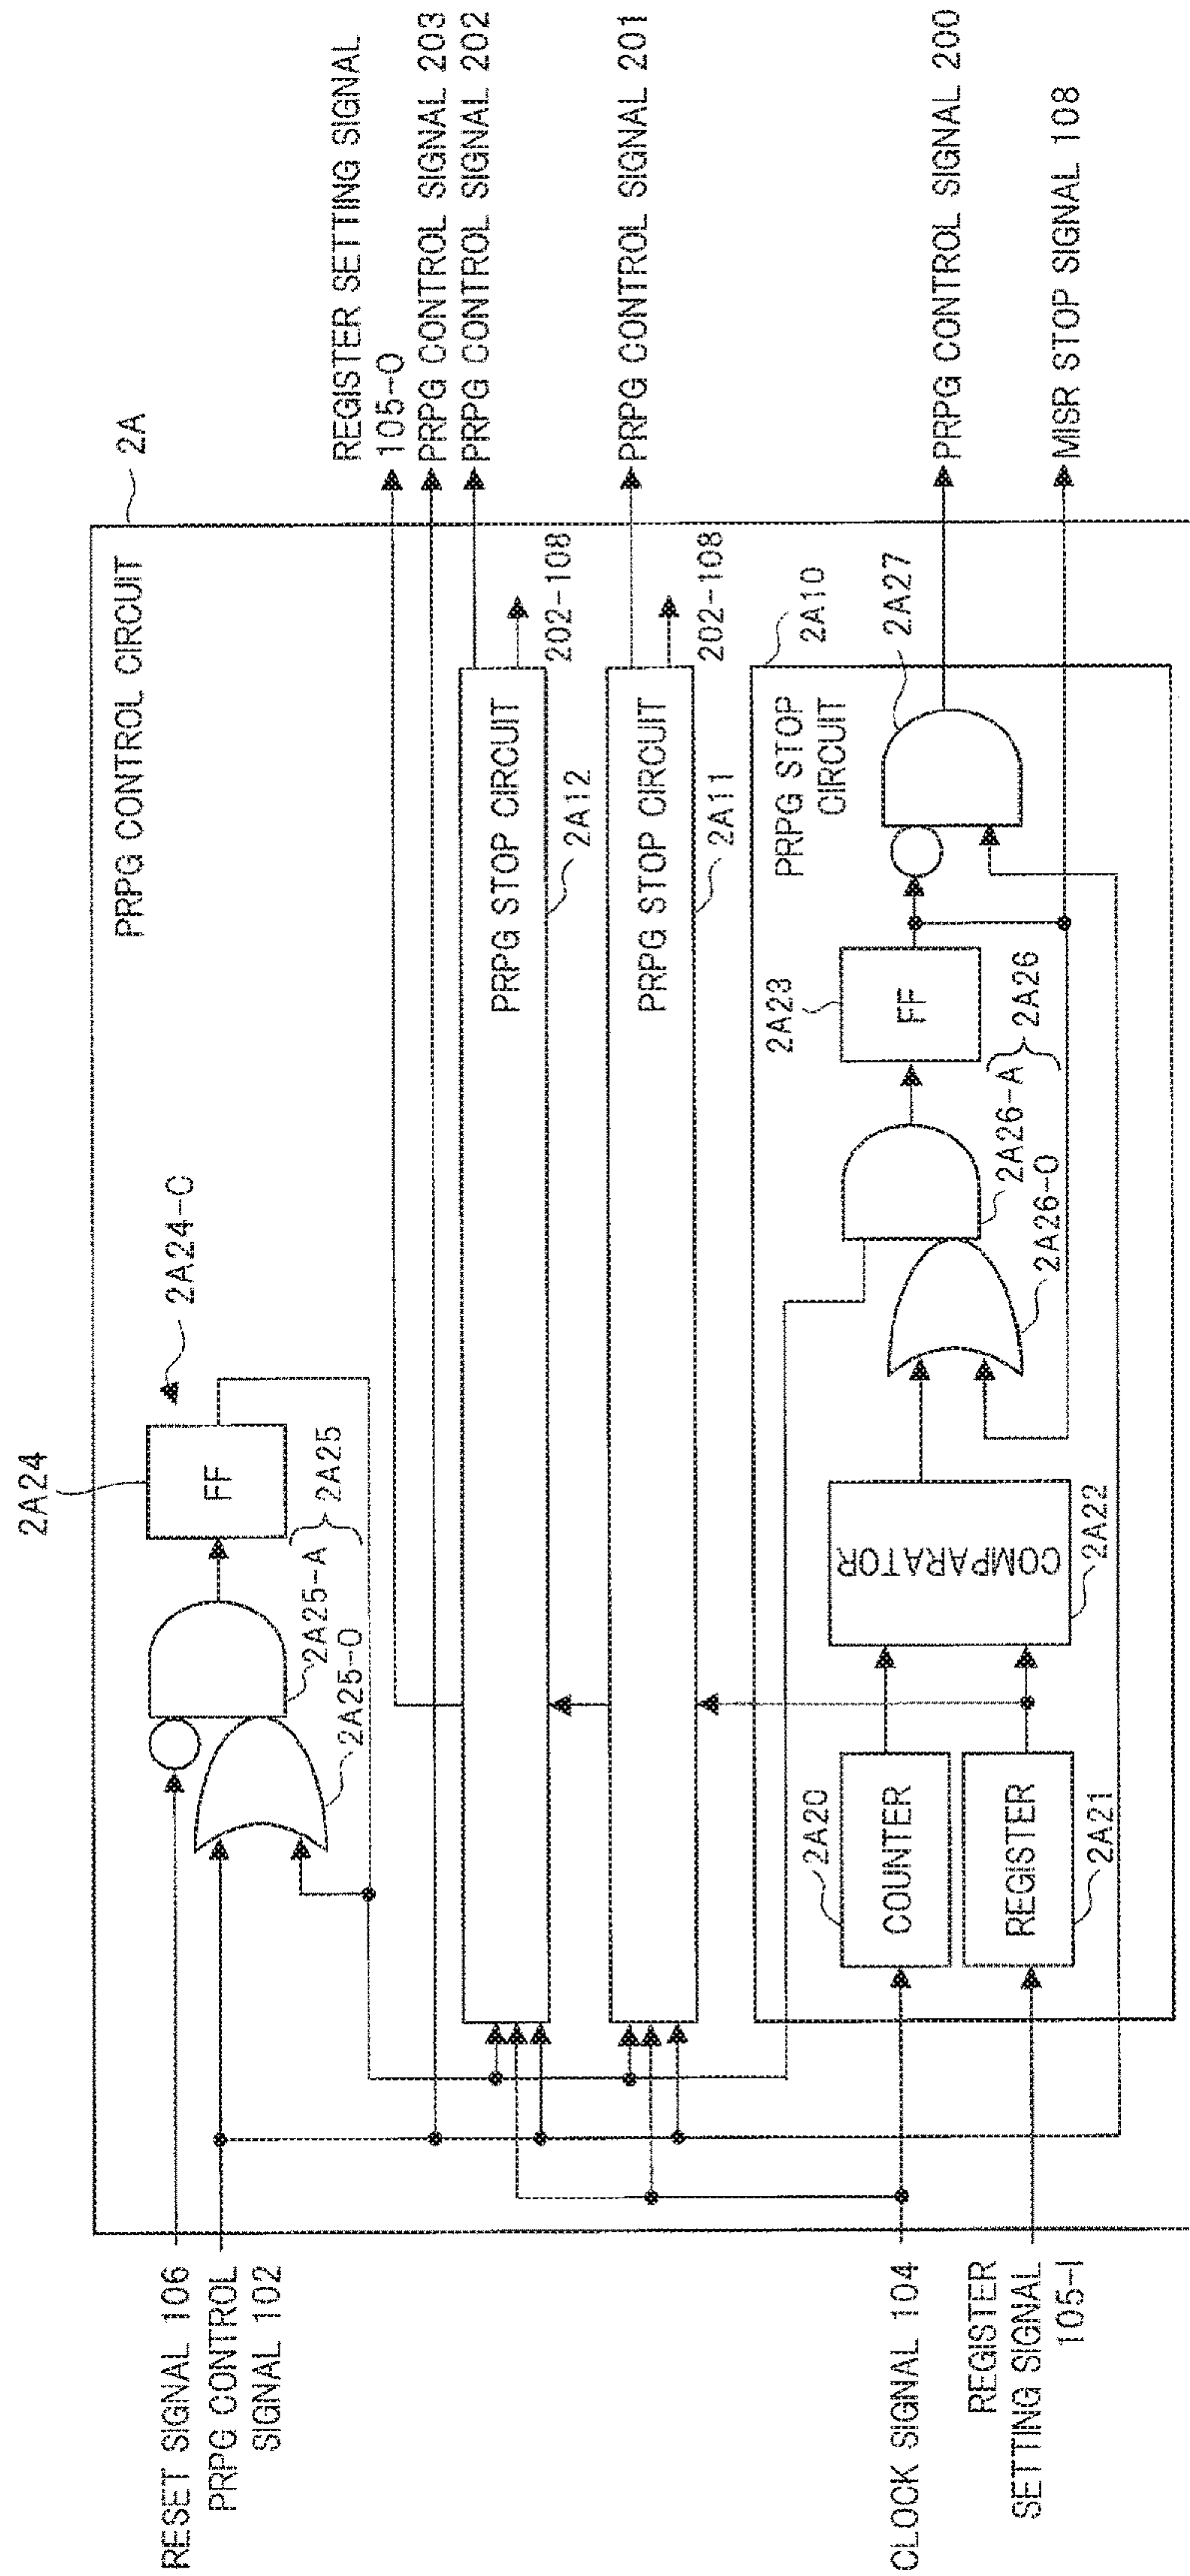 2A
PRPG CONTROL CIRCUIT
RESET SIGNAL 106
PRPG CONTROL
SIGNAL 102
2A24
FF
2A24-O
2A25-A
2A25-O
2A25
REGISTER SETTING SIGNAL
105-O
PRPG CONTROL SIGNAL 203
PRPG CONTROL SIGNAL 202
PRPG STOP CIRCUIT
202-108
2A12
PRPG CONTROL SIGNAL 201
PRPG STOP CIRCUIT
202-108
2A11
2A10
PRPG STOP
CIRCUIT
CLOCK SIGNAL 104
REGISTER
SETTING SIGNAL
105-I
2A20
COUNTER
REGISTER
2A21
COMPARATOR
2A22
2A26-A
2A26-O
2A26
2A23
FF
2A27
PRPG CONTROL SIGNAL 200
MISR STOP SIGNAL 108